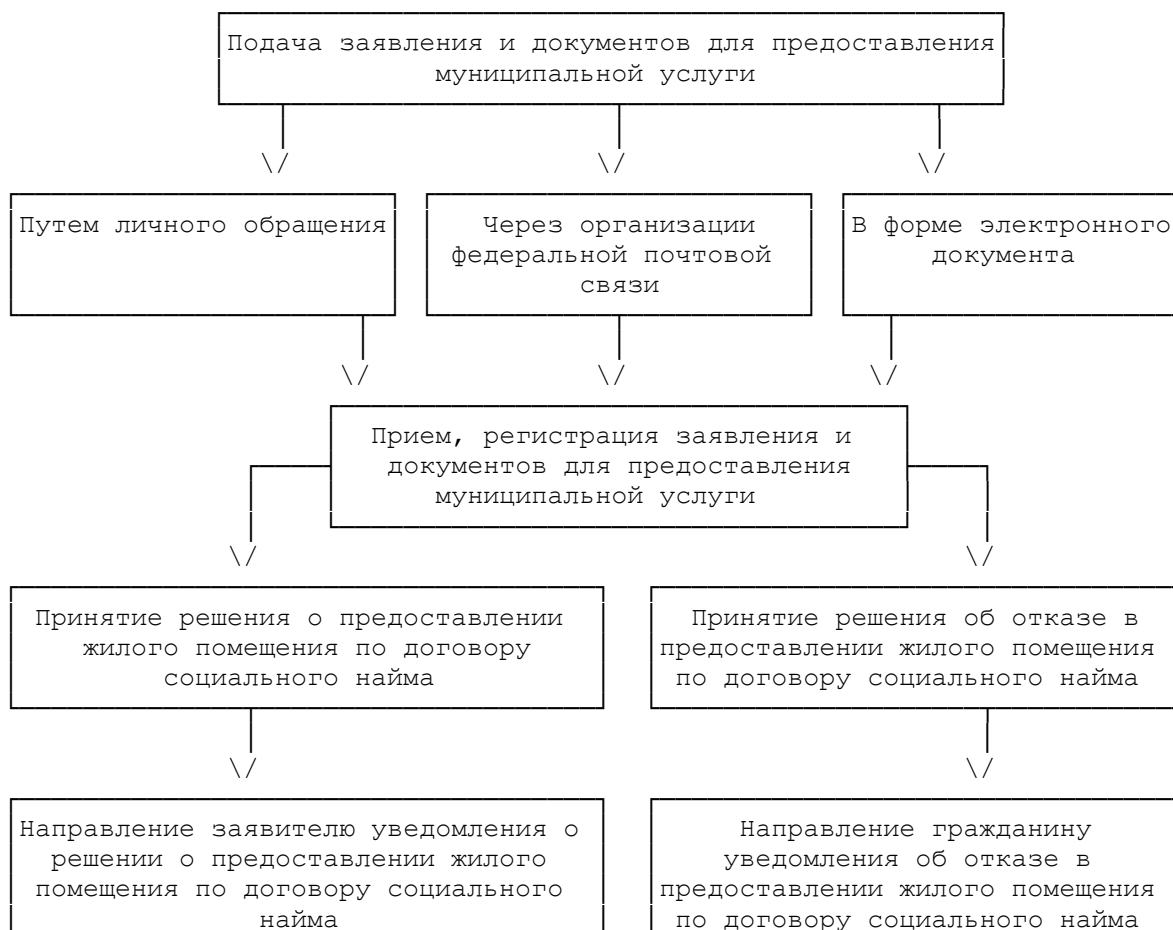 Подача заявления и документов для предоставления
муниципальной услуги
\/
\/
\/
Путем личного обращения
Через организации
федеральной почтовой
связи
В форме электронного
документа
\/
\/
\/
Прием, регистрация заявления и
документов для предоставления
муниципальной услуги
\/
\/
Принятие решения о предоставлении
жилого помещения по договору
социального найма
Принятие решения об отказе в
предоставлении жилого помещения
по договору социального найма
\/
\/
Направление заявителю уведомления о
решении о предоставлении жилого
помещения по договору социального
найма
Направление гражданину
уведомления об отказе в
предоставлении жилого помещения
по договору социального найма